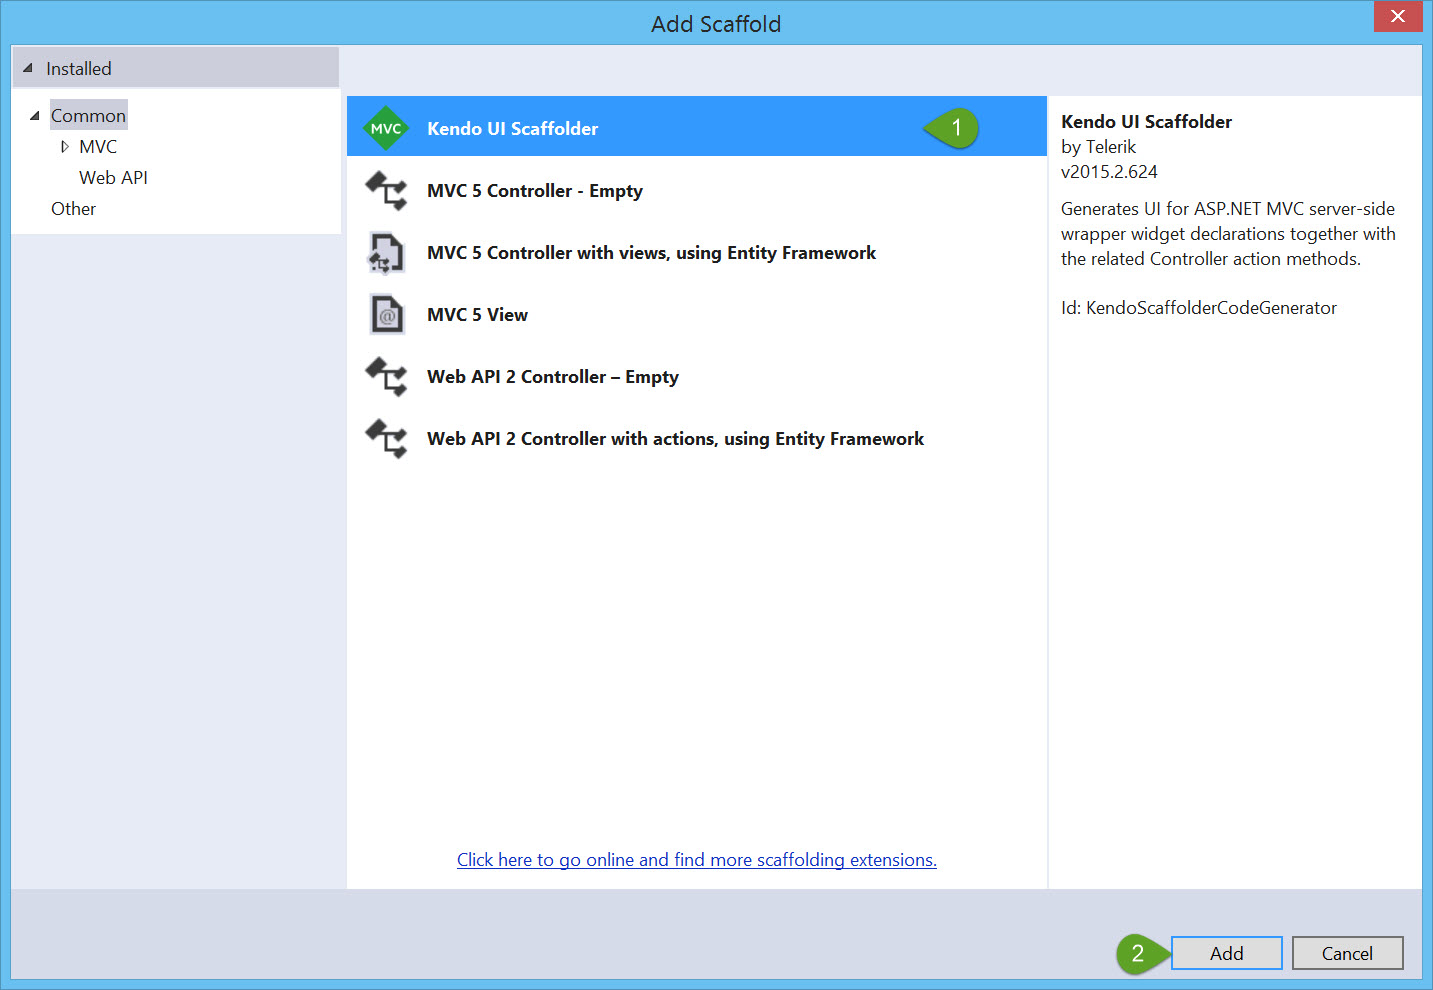 Add Scaffold
Installed
Common
MVC
Web API
Other
MVC Kendo UI Scaffolder 1
MVC 5 Controller - Empty
MVC 5 Controller with views, using Entity Framework
@ MVC 5 View
Web API 2 Controller – Empty
Web API 2 Controller with actions, using Entity Framework
Click here to go online and find more scaffolding extensions.
Kendo UI Scaffolder
by Telerik
v2015.2.624
Generates UI for ASP.NET MVC server-side
wrapper widget declarations together with
the related Controller action methods.
Id: KendoScaffolderCodeGenerator
2 Add Cancel